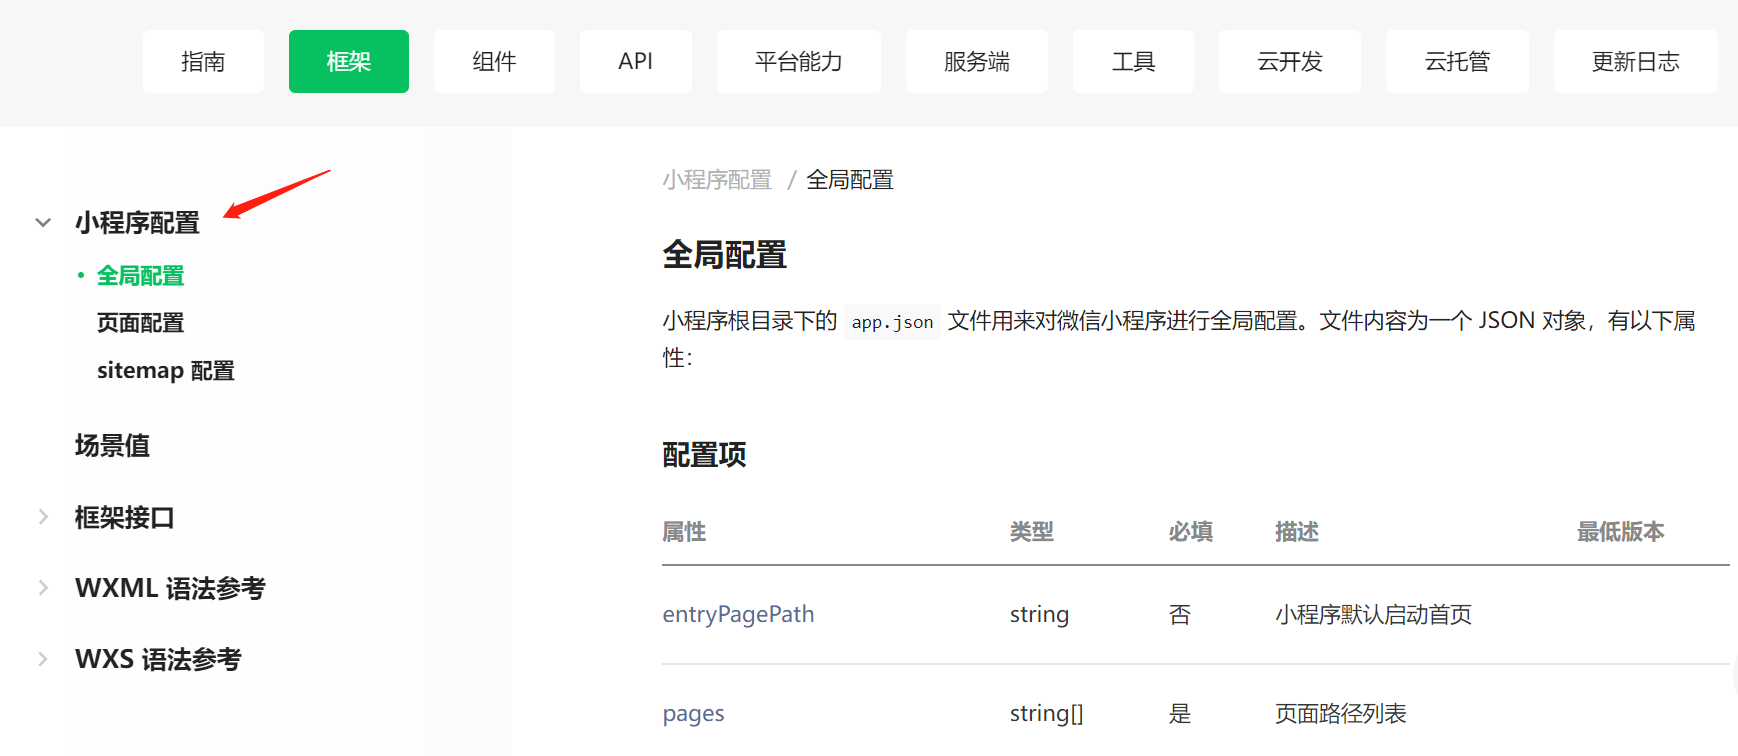 指南 框架 组件 API 平台能力 服务端 工具 云开发 云托管 更新日志
小程序配置
全局配置
页面配置
sitemap 配置
场景值
框架接口
WXML 语法参考
WXS 语法参考
小程序配置 / 全局配置
全局配置
小程序根目录下的 app.json 文件用来对微信小程序进行全局配置。文件内容为一个 JSON 对象，有以下属
性：
配置项
属性 类型 必填 描述 最低版本
entryPagePath string 否 小程序默认启动首页
pages string[] 是 页面路径列表